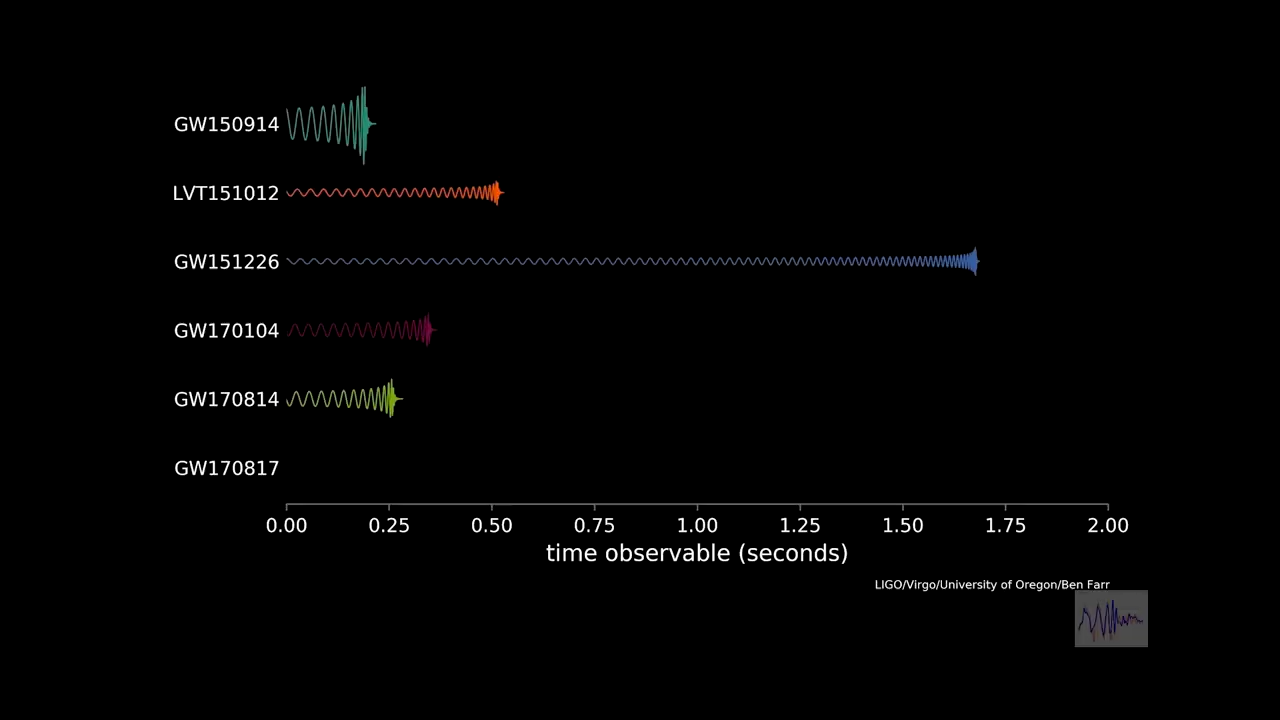 GW150914
LVT151012
GW151226
GW170104
GW170814
GW170817
0.00 0.25 0.50 0.75 1.00 1.25 1.50 1.75 2.00
time observable (seconds)
LIGO/Virgo/University of Oregon/Ben Farr